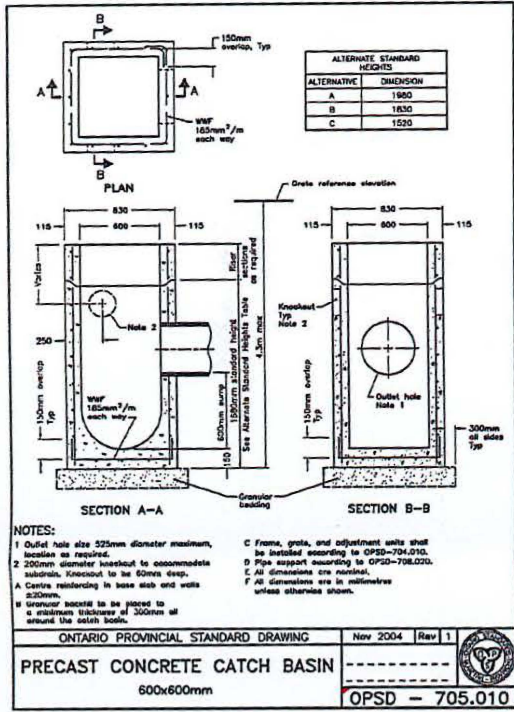 B
150mm
overlap, Typ
A
A
WWF
185mm²/m
each way
B
PLAN
ALTERNATE STANDARD
HEIGHTS
ALTERNATIVE DIMENSION
A 1980
B 1830
C 1520
Grate reference elevation
830
115 600 115
Varies
Riser
sections
as required
Note 2
250
1980mm standard height
See Alternate Standard Heights Table
4.5m max
150mm overlap
Typ
WWF
185mm²/m
each way
600mm sump
150
SECTION A-A
Granular
bedding
830
115 600 115
Knockout
Typ
Note 2
Outlet hole
Note 1
150mm overlap
Typ
300mm
all sides
Typ
SECTION B-B
NOTES:
1 Outlet hole size 525mm diameter maximum,
location as required.
2 200mm diameter knockout to accommodate
subdrain. Knockout to be 60mm deep.
A Centre reinforcing in base slab and walls
±20mm.
B Granular backfill to be placed to
a minimum thickness of 300mm all
around the catch basin.
C Frame, grate, and adjustment units shall
be installed according to OPSD-704.010.
D Pipe support according to OPSD-708.020.
E All dimensions are nominal.
F All dimensions are in millimetres
unless otherwise shown.
ONTARIO PROVINCIAL STANDARD DRAWING Nov 2004 Rev 1
PRECAST CONCRETE CATCH BASIN
600x600mm
OPSD - 705.010